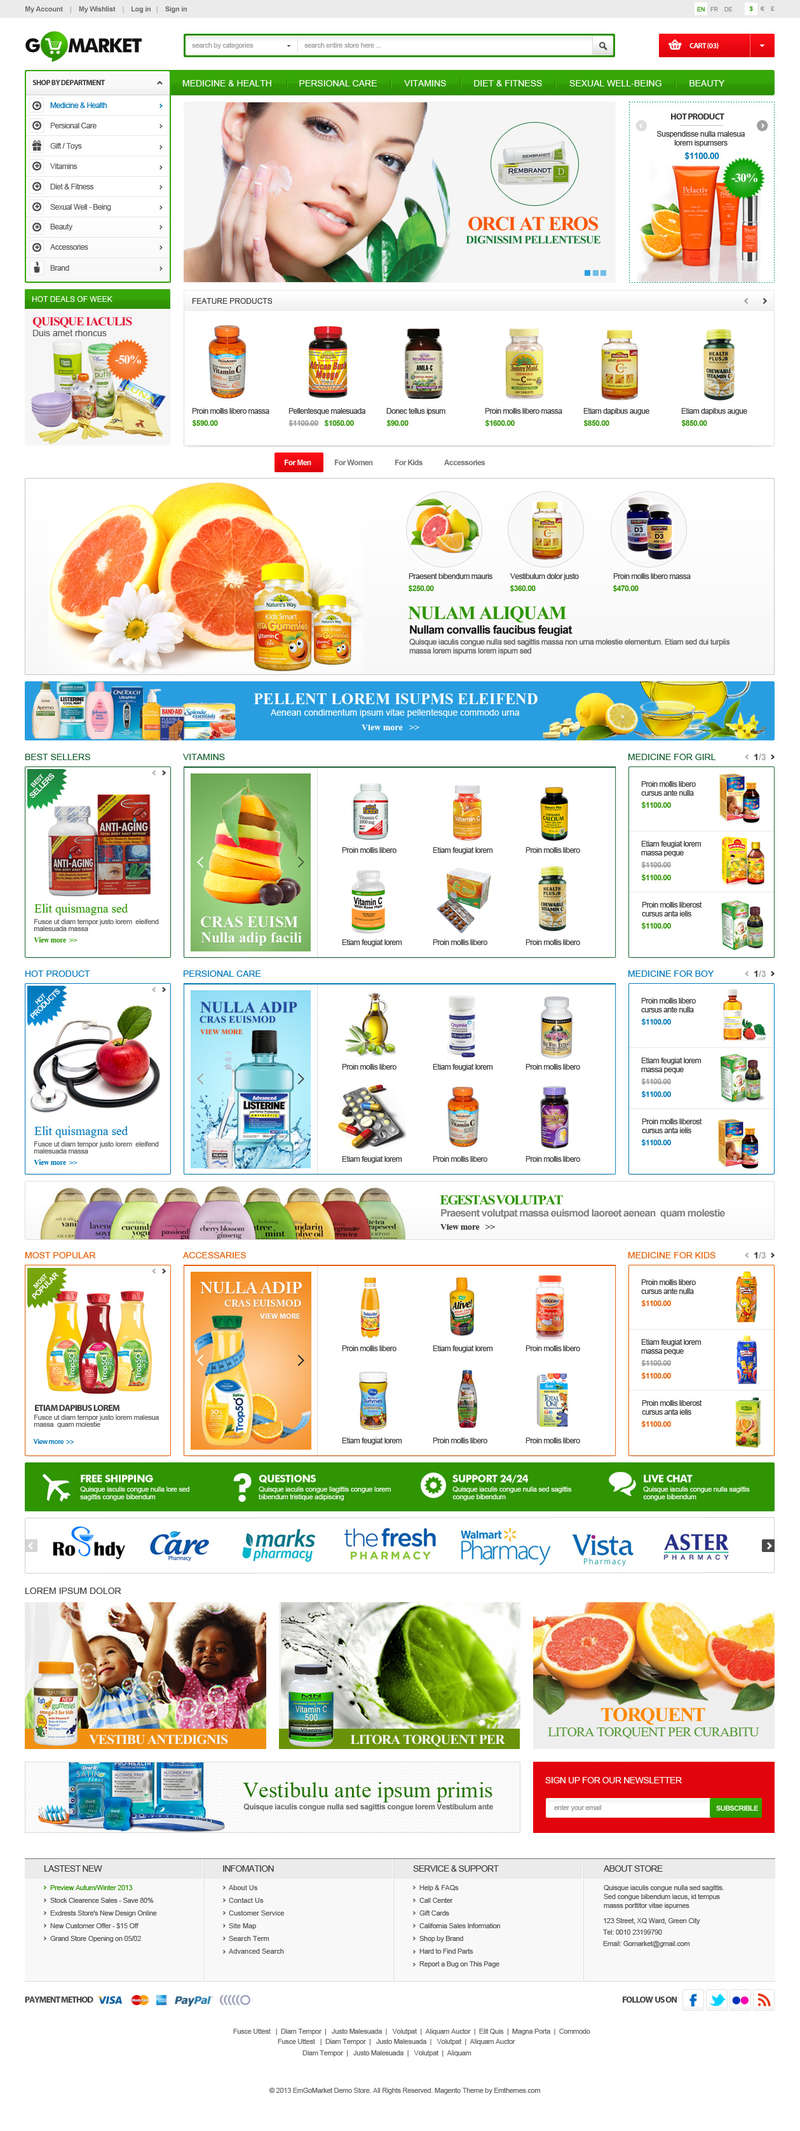 My Account | My Wishlist | Log in | Sign in
EN FR DE $ € £
GOMARKET
search by categories
search entire store here ...
CART (03)
SHOP BY DEPARTMENT
MEDICINE & HEALTH
PERSIONAL CARE
VITAMINS
DIET & FITNESS
SEXUAL WELL-BEING
BEAUTY
Medicine & Health
Persional Care
Gift / Toys
Vitamins
Diet & Fitness
Sexual Well - Being
Beauty
Accessories
Brand
REMBRANDT
ORCI AT EROS
DIGNISSIM PELLENTESUE
HOT PRODUCT
Suspendisse nulla malesua
lorem ispumsers
$1100.00
-30%
HOT DEALS OF WEEK
QUISQUE IACULIS
Duis amet rhoncus
-50%
FEATURE PRODUCTS
Proin mollis libero massa
$590.00
Pellentesque malesuada
$1100.00 $1050.00
Donec tellus ipsum
$90.00
Proin mollis libero massa
$1600.00
Etiam dapibus augue
$850.00
Etiam dapibus augue
$850.00
For Men
For Women
For Kids
Accessories
Praesent bibendum mauris
$250.00
Vestibulum dolor justo
$360.00
Proin mollis libero massa
$470.00
NULAM ALIQUAM
Nullam convallis faucibus feugiat
Quisque iaculis congue nulla sed sagittis massa non urna molestie elementum. Etiam sed dui turplis
massa lorem ispums lorem ispum sed
PELLENT LOREM ISUPMS ELEIFEND
Aenean condimentum ipsum vitae pellentesque commodo urna
View more >>
BEST SELLERS
BEST SELLERS
ANTI-AGING
Elit quismagna sed
Fusce ut diam tempor justo lorem eleifend
malesuada massa
View more >>
VITAMINS
CRAS EUISM
Nulla adip facili
Proin mollis libero
Etiam feugiat lorem
Proin mollis libero
Etiam feugiat lorem
Proin mollis libero
Proin mollis libero
MEDICINE FOR GIRL
1/3
Proin mollis libero
cursus ante nulla
$1100.00
Etiam feugiat lorem
massa peque
$1100.00
$1100.00
Proin mollis liberost
cursus anta ielis
$1100.00
HOT PRODUCT
HOT PRODUCTS
Elit quismagna sed
Fusce ut diam tempor justo lorem eleifend
malesuada massa
View more >>
PERSIONAL CARE
NULLA ADIP
CRAS EUISMOD
VIEW MORE
Advanced
LISTERINE
Proin mollis libero
Etiam feugiat lorem
Proin mollis libero
Etiam feugiat lorem
Proin mollis libero
Proin mollis libero
MEDICINE FOR BOY
1/3
Proin mollis libero
cursus ante nulla
$1100.00
Etiam feugiat lorem
massa peque
$1100.00
$1100.00
Proin mollis liberost
cursus anta ielis
$1100.00
EGESTAS VOLUTPAT
Praesent volutpat massa euismod laoreet aenean quam molestie
View more >>
MOST POPULAR
MOST POPULAR
ETIAM DAPIBUS LOREM
Fusce ut diam tempor justo lorem malesua
massa quam molestie
View more >>
ACCESSARIES
NULLA ADIP
CRAS EUISMOD
VIEW MORE
Proin mollis libero
Etiam feugiat lorem
Proin mollis libero
Etiam feugiat lorem
Proin mollis libero
Proin mollis libero
MEDICINE FOR KIDS
1/3
Proin mollis libero
cursus ante nulla
$1100.00
Etiam feugiat lorem
massa peque
$1100.00
$1100.00
Proin mollis liberost
cursus anta ielis
$1100.00
FREE SHIPPING
Quisque iaculis congue nulla lore sed
sagittis congue bibendum
QUESTIONS
Quisque iaculis congue llagittis congue lorem
bibendum tristique adipiscing
SUPPORT 24/24
Quisque iaculis congue nulla sed sagittis
congue bibendum
LIVE CHAT
Quisque iaculis congue nulla sagittis
congue bibendum
RoShdy
Care Pharmacy
marks pharmacy
the fresh PHARMACY
Walmart Pharmacy
Vista Pharmacy
ASTER PHARMACY
LOREM IPSUM DOLOR
VESTIBU ANTEDIGNIS
Vitamin C
500
LITORA TORQUENT PER
TORQUENT
LITORA TORQUENT PER CURABITU
Vestibulu ante ipsum primis
Quisque iaculis congue nulla sed sagittis congue lorem Vestibulum ante
SIGN UP FOR OUR NEWSLETTER
enter your email
SUBSCRIBLE
LASTEST NEW
Preview Autum/Winter 2013
Stock Clearence Sales - Save 80%
Exdrests Store's New Design Online
New Customer Offer - $15 Off
Grand Store Opening on 05/02
INFOMATION
About Us
Contact Us
Customer Service
Site Map
Search Term
Advanced Search
SERVICE & SUPPORT
Help & FAQs
Call Center
Gift Cards
California Sales Information
Shop by Brand
Hard to Find Parts
Report a Bug on This Page
ABOUT STORE
Quisque iaculis congue nulla sed sagittis.
Sed congue bibendum lacus, id tempus
massa porttitor vitae ispumes
123 Street, XQ Ward, Green City
Tel: 0010 23199790
Email: Gomarket@gmail.com
PAYMENT METHOD
VISA
PayPal
FOLLOW US ON
Fusce Uttest | Diam Tempor | Justo Malesuada | Volutpat | Aliquam Auctor | Elit Quis | Magna Porta | Commodo
Fusce Uttest | Diam Tempor | Justo Malesuada | Volutpat | Aliquam Auctor
Diam Tempor | Justo Malesuada | Volutpat | Aliquam
© 2013 EmGoMarket Demo Store. All Rights Reserved. Magento Theme by Emthemes.com